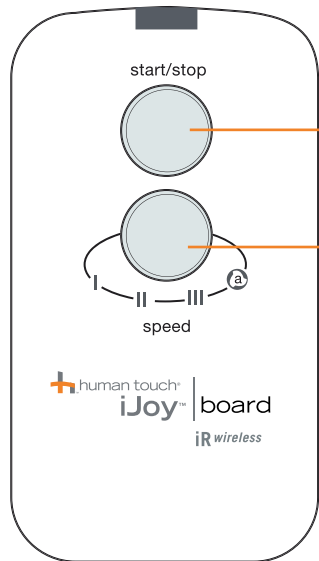 start/stop
I II III a
speed
human touch®
iJoy™ board
iR wireless